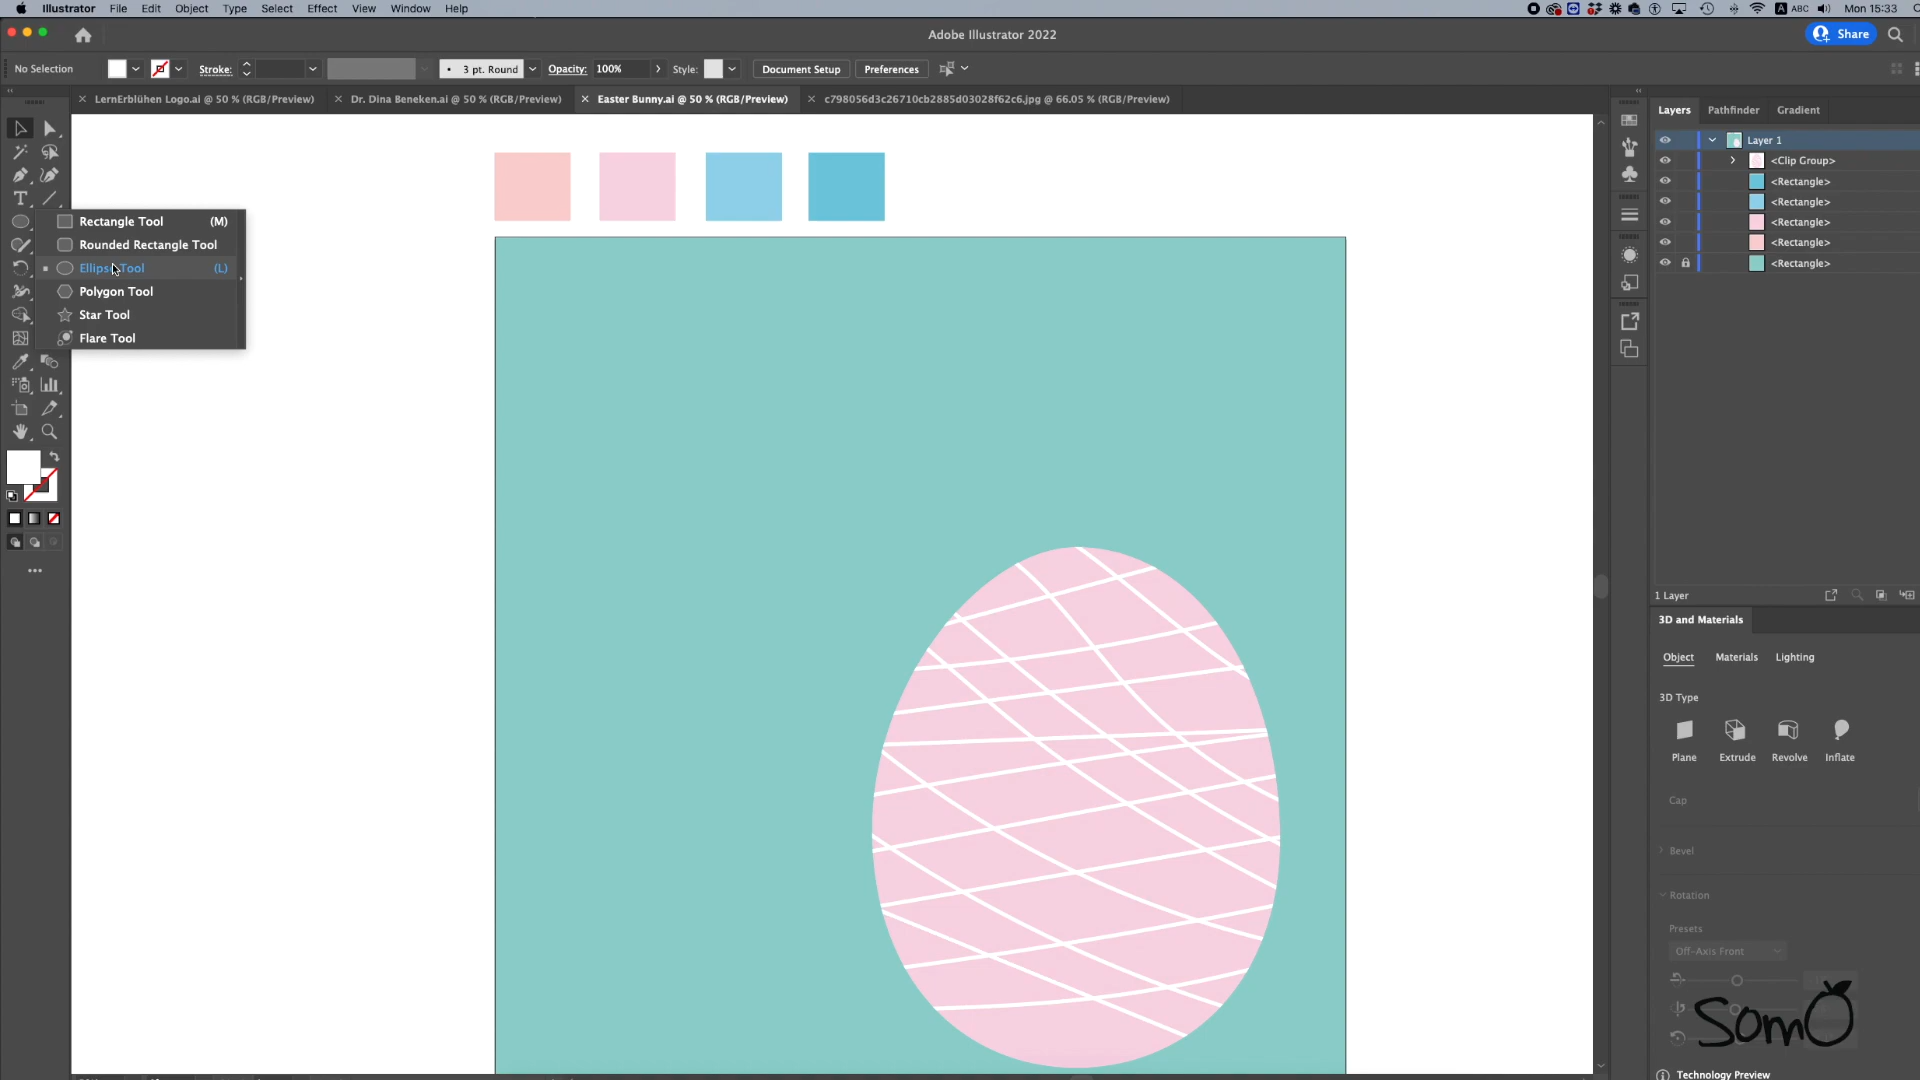 Illustrator File Edit Object Type Select Effect View Window Help
ABC Mon 15:33
Adobe Illustrator 2022
Share
No Selection Stroke: 3 pt. Round Opacity: 100% Style: Document Setup Preferences
LernErblühen Logo.ai @ 50 % (RGB/Preview) Dr. Dina Beneken.ai @ 50 % (RGB/Preview) Easter Bunny.ai @ 50 % (RGB/Preview) c798056d3c26710cb2885d03028f62c6.jpg @ 66.05 % (RGB/Preview)
Layers Pathfinder Gradient
Layer 1
<Clip Group>
<Rectangle>
<Rectangle>
<Rectangle>
<Rectangle>
<Rectangle>
Rectangle Tool (M)
Rounded Rectangle Tool
Ellipse Tool (L)
Polygon Tool
Star Tool
Flare Tool
1 Layer
3D and Materials
Object Materials Lighting
3D Type
Plane Extrude Revolve Inflate
Cap
Bevel
Rotation
Presets
Off-Axis Front
SomO
Technology Preview